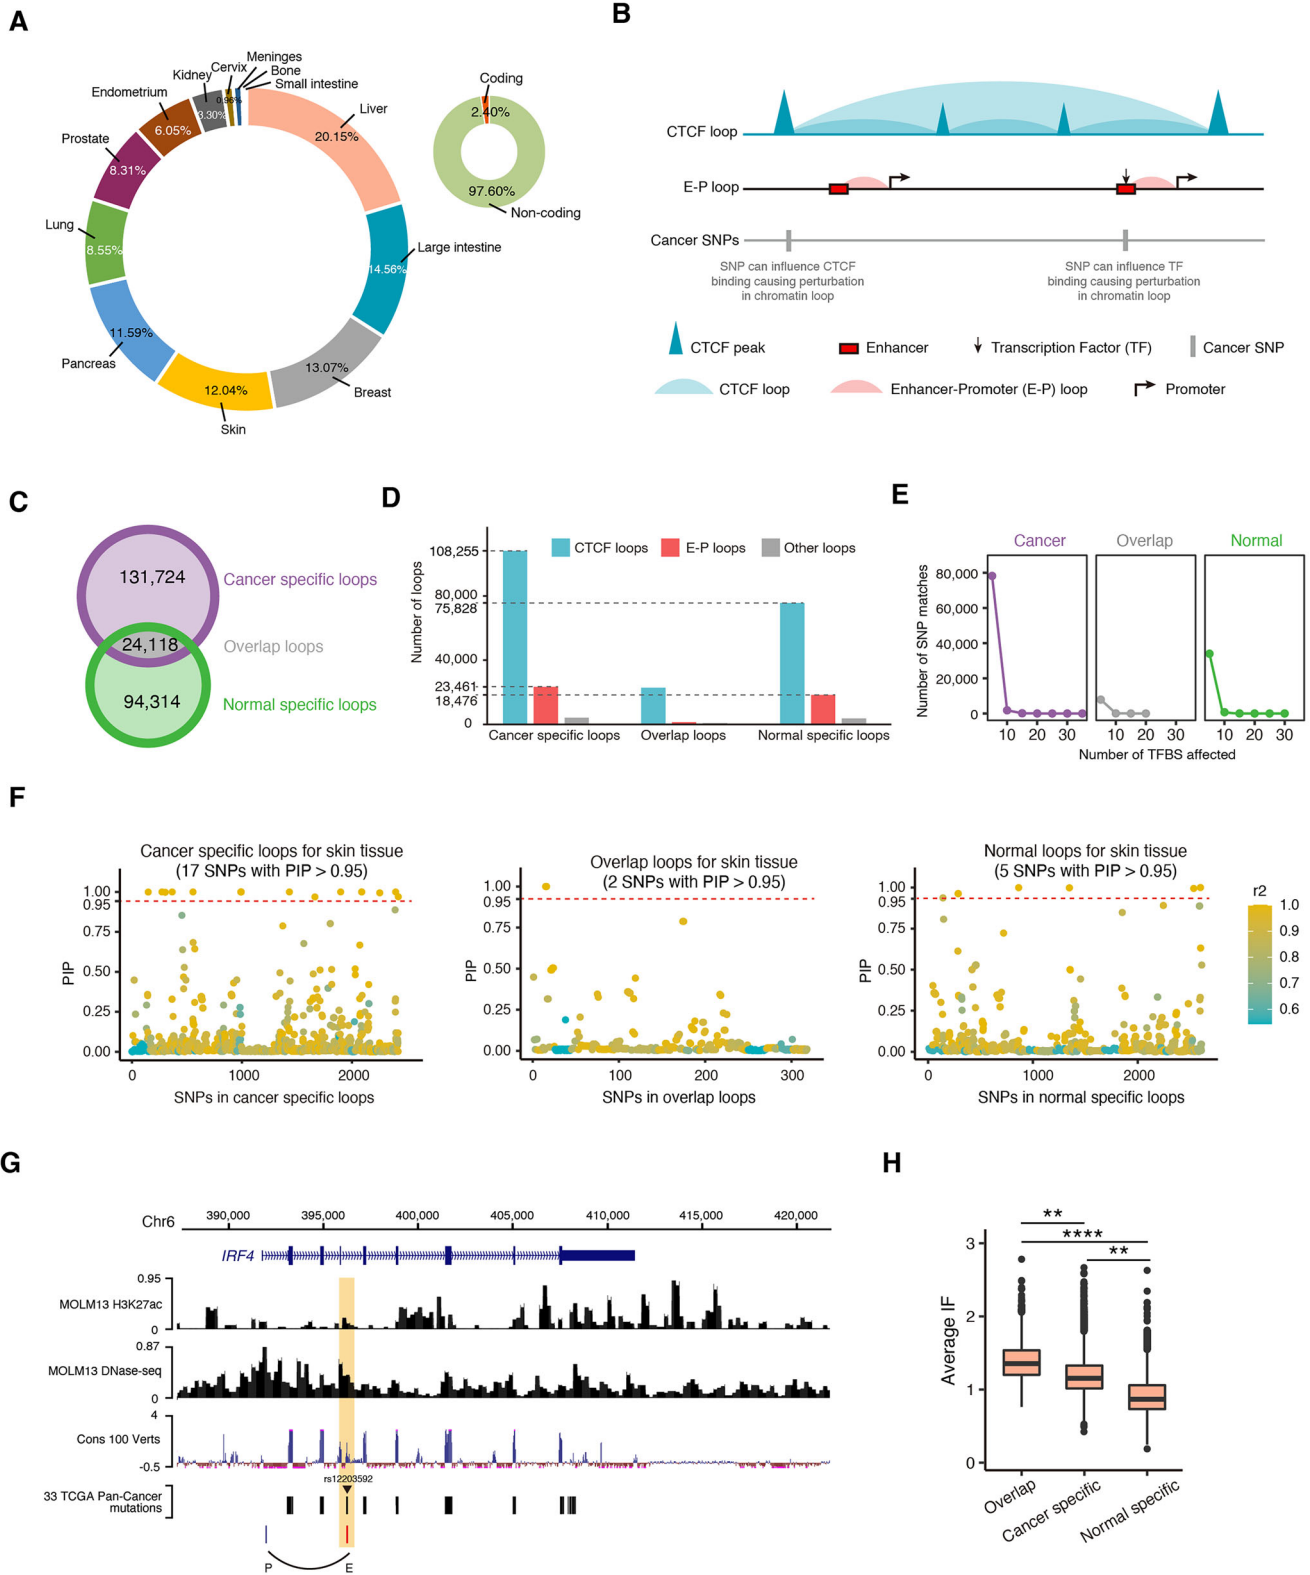 A
Meninges
Bone
Small intestine
Cervix
Kidney
Endometrium
Prostate
Lung
Pancreas
Skin
Breast
Large intestine
Liver
0.96%
3.30%
6.05%
8.31%
8.55%
11.59%
12.04%
13.07%
14.56%
20.15%
Coding
2.40%
97.60%
Non-coding
B
CTCF loop
E-P loop
Cancer SNPs
SNP can influence CTCF
binding causing perturbation
in chromatin loop
SNP can influence TF
binding causing perturbation
in chromatin loop
CTCF peak
Enhancer
Transcription Factor (TF)
Cancer SNP
CTCF loop
Enhancer-Promoter (E-P) loop
Promoter
C
131,724
Cancer specific loops
24,118
Overlap loops
94,314
Normal specific loops
D
Number of loops
108,255
80,000
75,828
40,000
23,461
18,476
0
CTCF loops
E-P loops
Other loops
Cancer specific loops
Overlap loops
Normal specific loops
E
Cancer
Overlap
Normal
Number of SNP matches
80,000
60,000
40,000
20,000
0
10 20 30
10 20 30
10 20 30
Number of TFBS affected
F
Cancer specific loops for skin tissue
(17 SNPs with PIP > 0.95)
PIP
1.00
0.95
0.75
0.50
0.25
0.00
0 1000 2000
SNPs in cancer specific loops
Overlap loops for skin tissue
(2 SNPs with PIP > 0.95)
PIP
1.00
0.95
0.75
0.50
0.25
0.00
0 100 200 300
SNPs in overlap loops
Normal loops for skin tissue
(5 SNPs with PIP > 0.95)
PIP
1.00
0.95
0.75
0.50
0.25
0.00
0 1000 2000
SNPs in normal specific loops
r2
1.0
0.9
0.8
0.7
0.6
G
Chr6
390,000 395,000 400,000 405,000 410,000 415,000 420,000
IRF4
0.95
MOLM13 H3K27ac
0
0.87
MOLM13 DNase-seq
0
4
Cons 100 Verts
-0.5
rs12203592
33 TCGA Pan-Cancer
mutations
P
E
H
**
****
**
Average IF
3
2
1
0
Overlap
Cancer specific
Normal specific